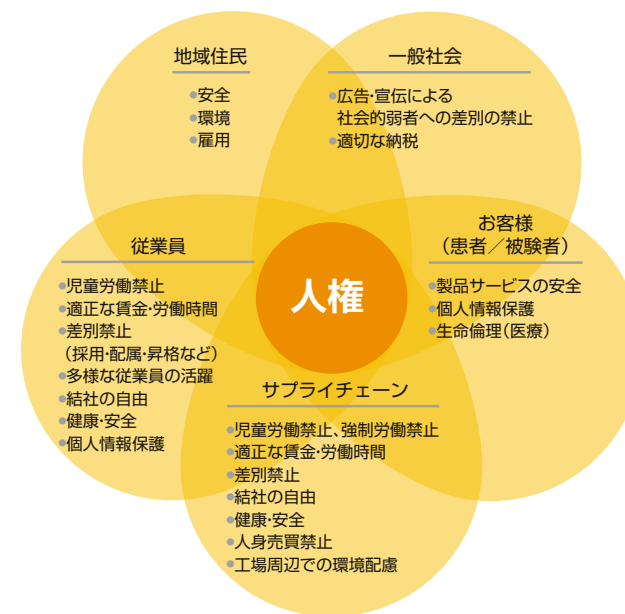 地域住民
●安全
●環境
●雇用
一般社会
●広告・宣伝による
社会的弱者への差別の禁止
●適切な納税
お客様
（患者／被験者）
●製品サービスの安全
●個人情報保護
●生命倫理（医療）
従業員
●児童労働禁止
●適正な賃金・労働時間
●差別禁止
（採用・配属・昇格など）
●多様な従業員の活躍
●結社の自由
●健康・安全
●個人情報保護
人権
サプライチェーン
●児童労働禁止、強制労働禁止
●適正な賃金・労働時間
●差別禁止
●結社の自由
●健康・安全
●人身売買禁止
●工場周辺での環境配慮